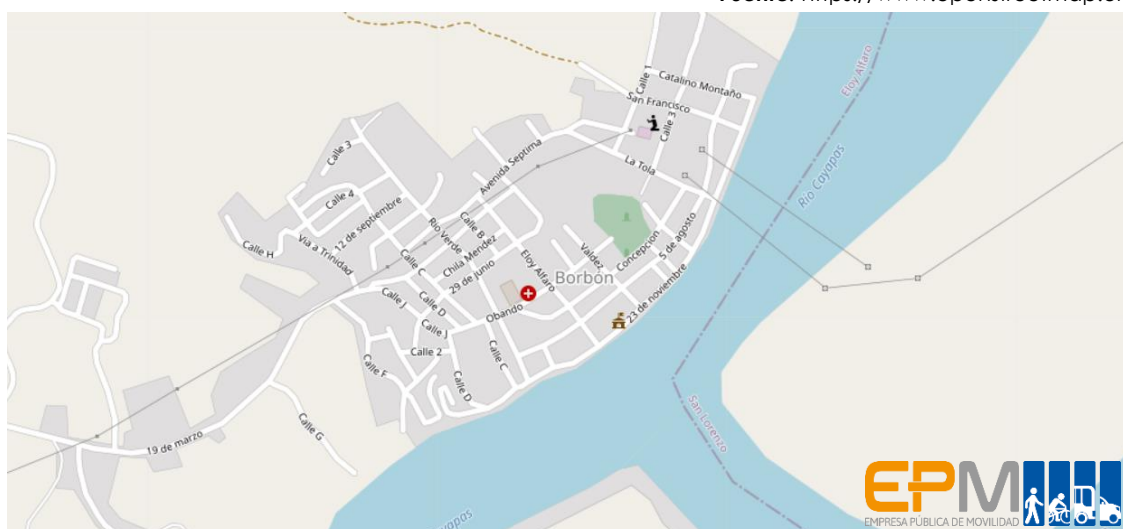 Calle 1
Catalino Montaño
San Francisco
Calle 3
Eloy Alfaro
Avenida Septima
La Tola
Calle 3
Río Cayapas
Calle 4
12 de septiembre
Río Verde
Calle B
Chila Mendez
29 de junio
Eloy Alfaro
Valdez
Concepcion
5 de agosto
Calle H
Vía a Trinidad
Calle C
Borbón
Calle J
Calle D
Calle J
Obando
23 de noviembre
Calle 2
Calle C
Calle F
Calle D
San Lorenzo
Calle G
19 de marzo
EPM
EMPRESA PÚBLICA DE MOVILIDAD